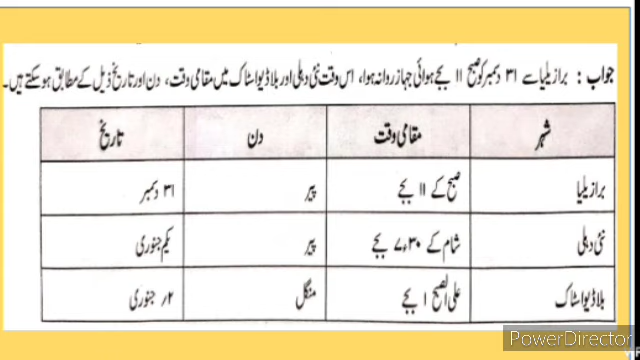 جواب : برازیلیا سے ۳۱ دسمبر کو صبح ۱۱ بجے ہوائی جہاز روانہ ہوا، اس وقت نئی دہلی اور بلاڈیواسٹاک میں مقامی وقت، دن اور تاریخ ذیل کے مطابق ہوسکتے ہیں۔
شہر مقامی وقت دن تاریخ
برازیلیا صبح کے ۱۱ بجے پیر ۳۱ دسمبر
نئی دہلی شام کے ۷٫۳۰ بجے پیر یکم جنوری
بلاڈیواسٹاک علی الصبح ۱ بجے منگل ۲؍ جنوری
PowerDirector